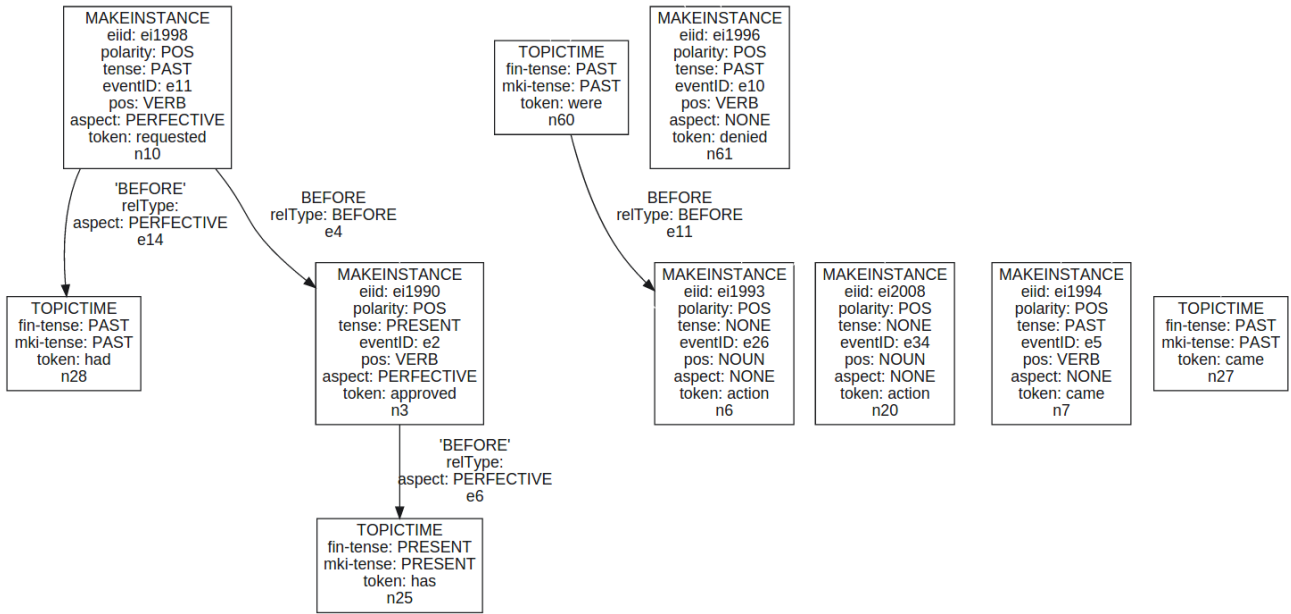 MAKEINSTANCE
eiid: ei1998
polarity: POS
tense: PAST
eventID: e11
pos: VERB
aspect: PERFECTIVE
token: requested
n10
TOPICTIME
fin-tense: PAST
mki-tense: PAST
token: were
n60
MAKEINSTANCE
eiid: ei1996
polarity: POS
tense: PAST
eventID: e10
pos: VERB
aspect: NONE
token: denied
n61
'BEFORE'
relType:
aspect: PERFECTIVE
e14
BEFORE
relType: BEFORE
e4
BEFORE
relType: BEFORE
e11
TOPICTIME
fin-tense: PAST
mki-tense: PAST
token: had
n28
MAKEINSTANCE
eiid: ei1990
polarity: POS
tense: PRESENT
eventID: e2
pos: VERB
aspect: PERFECTIVE
token: approved
n3
MAKEINSTANCE
eiid: ei1993
polarity: POS
tense: NONE
eventID: e26
pos: NOUN
aspect: NONE
token: action
n6
MAKEINSTANCE
eiid: ei2008
polarity: POS
tense: NONE
eventID: e34
pos: NOUN
aspect: NONE
token: action
n20
MAKEINSTANCE
eiid: ei1994
polarity: POS
tense: PAST
eventID: e5
pos: VERB
aspect: NONE
token: came
n7
TOPICTIME
fin-tense: PAST
mki-tense: PAST
token: came
n27
'BEFORE'
relType:
aspect: PERFECTIVE
e6
TOPICTIME
fin-tense: PRESENT
mki-tense: PRESENT
token: has
n25